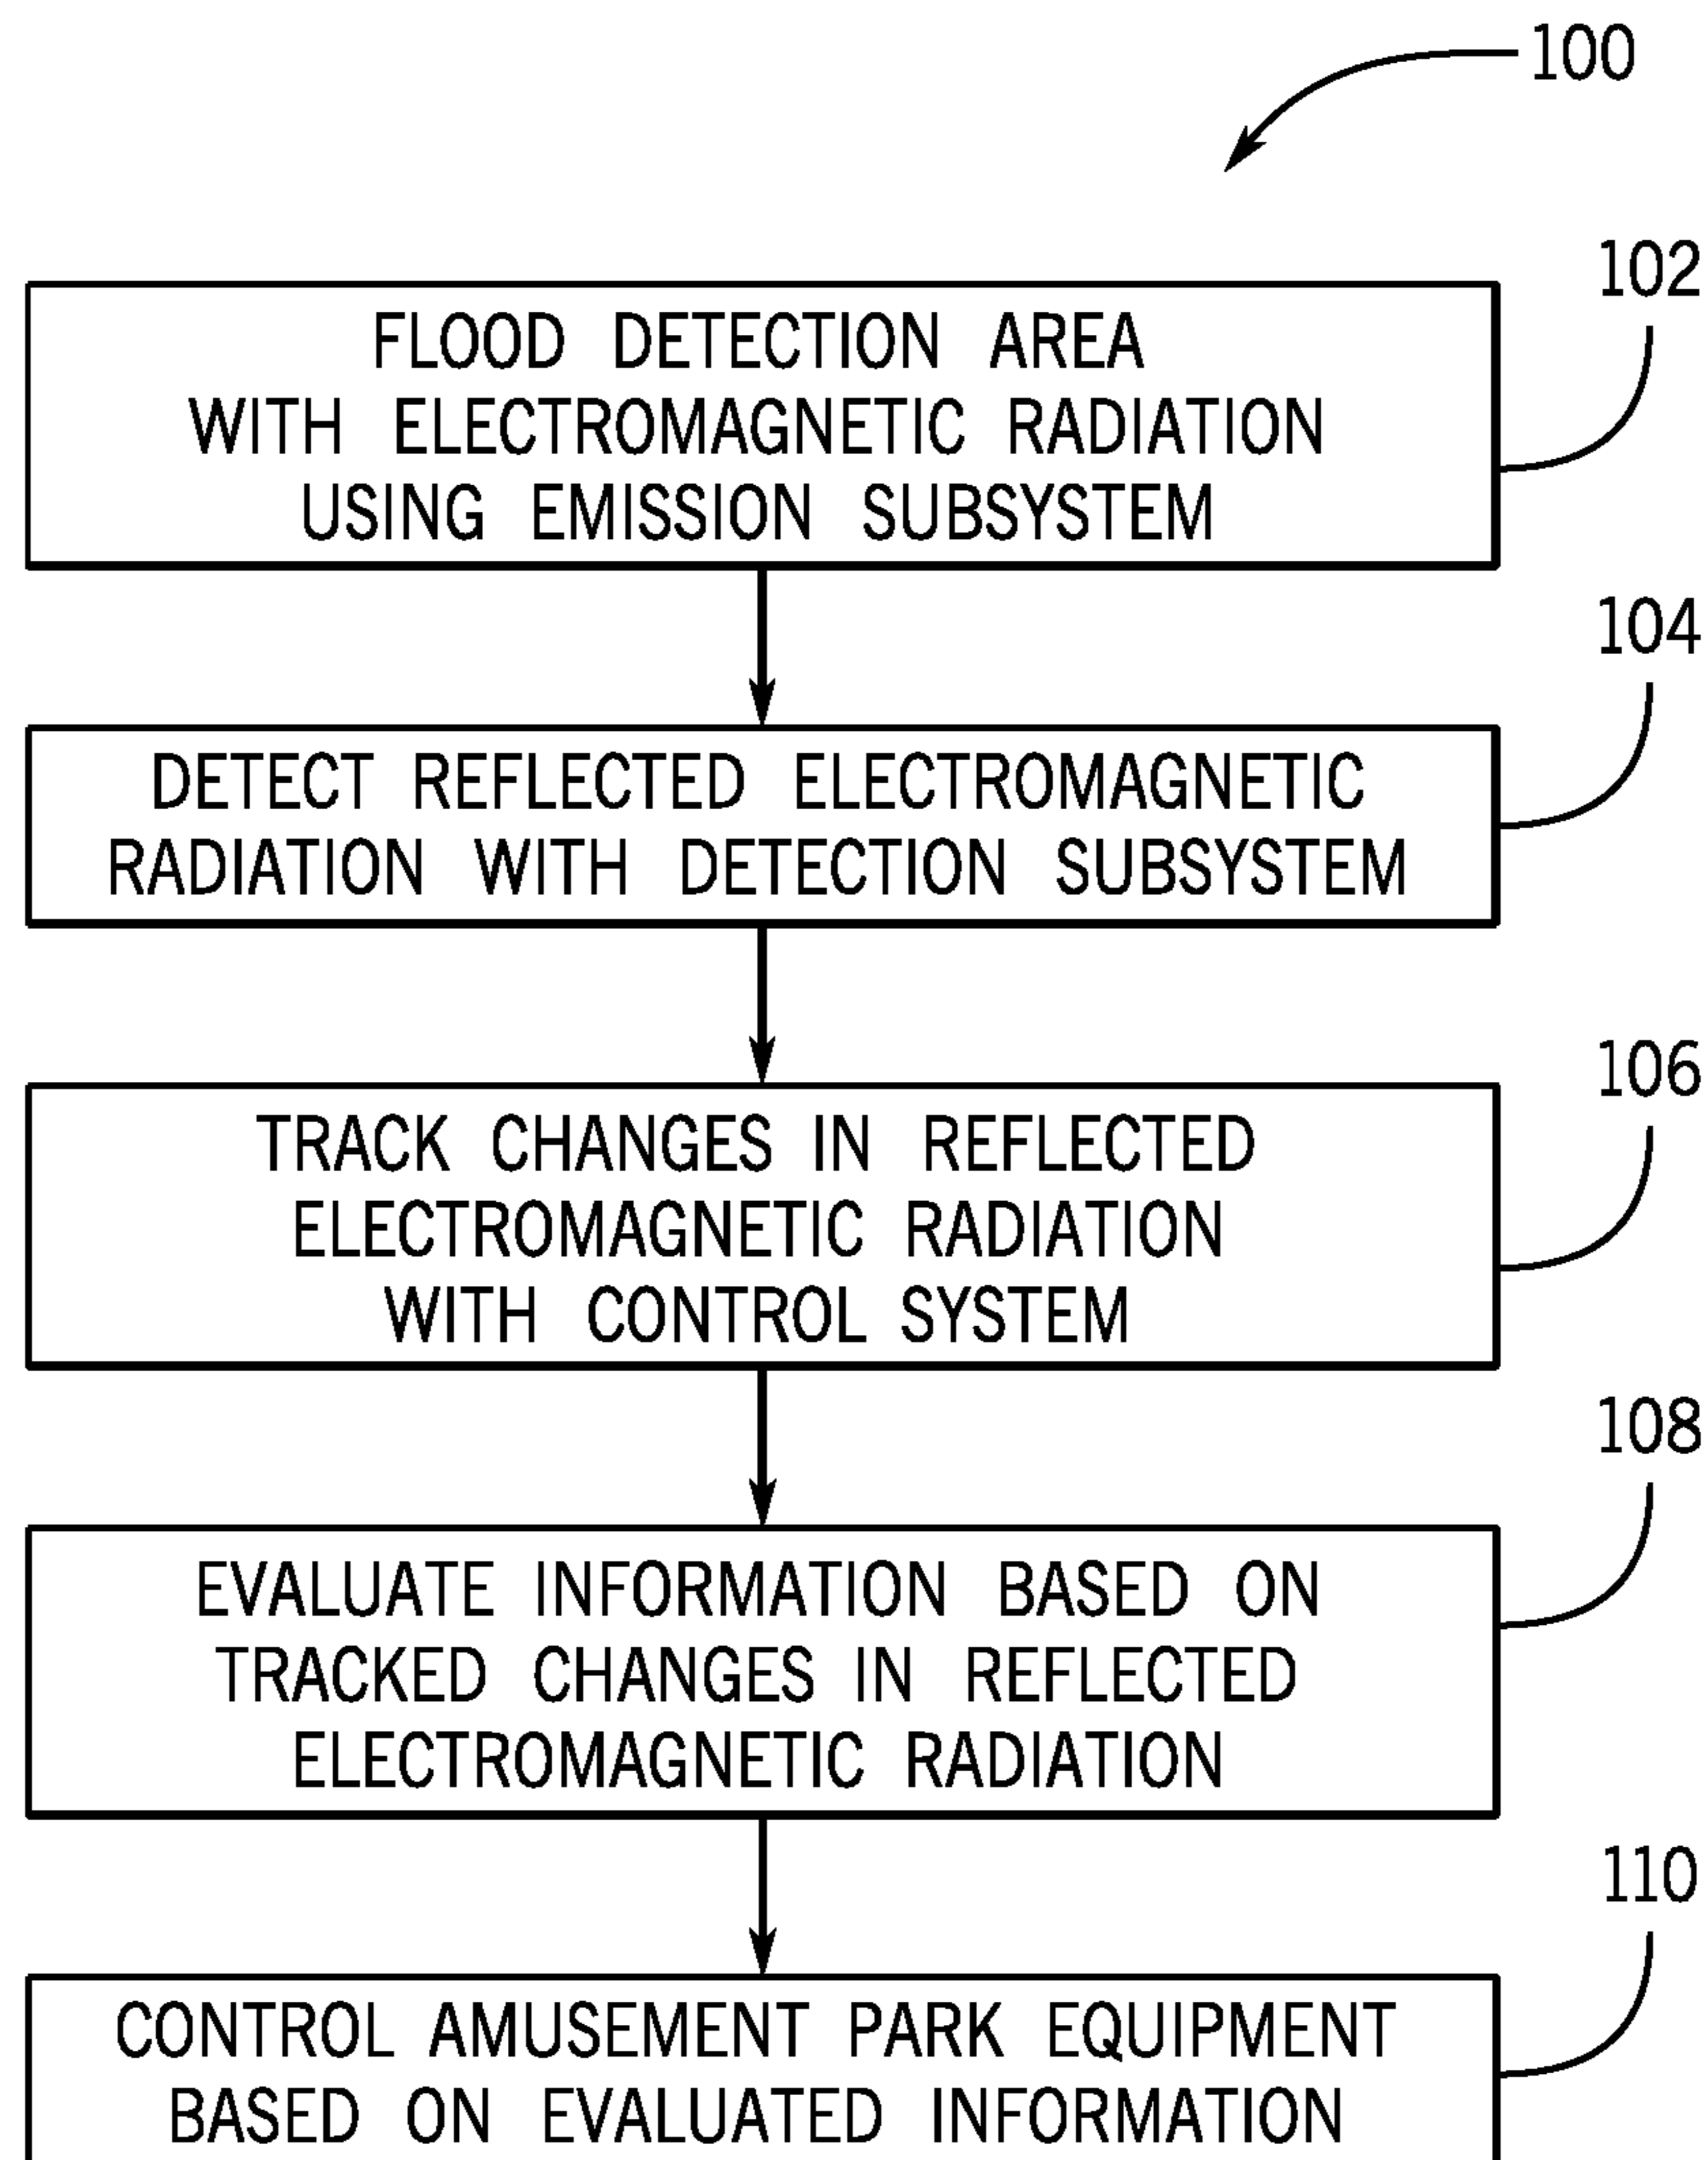 100
102
FLOOD DETECTION AREA
WITH ELECTROMAGNETIC RADIATION
USING EMISSION SUBSYSTEM
104
DETECT REFLECTED ELECTROMAGNETIC
RADIATION WITH DETECTION SUBSYSTEM
106
TRACK CHANGES IN REFLECTED
ELECTROMAGNETIC RADIATION
WITH CONTROL SYSTEM
108
EVALUATE INFORMATION BASED ON
TRACKED CHANGES IN REFLECTED
ELECTROMAGNETIC RADIATION
110
CONTROL AMUSEMENT PARK EQUIPMENT
BASED ON EVALUATED INFORMATION